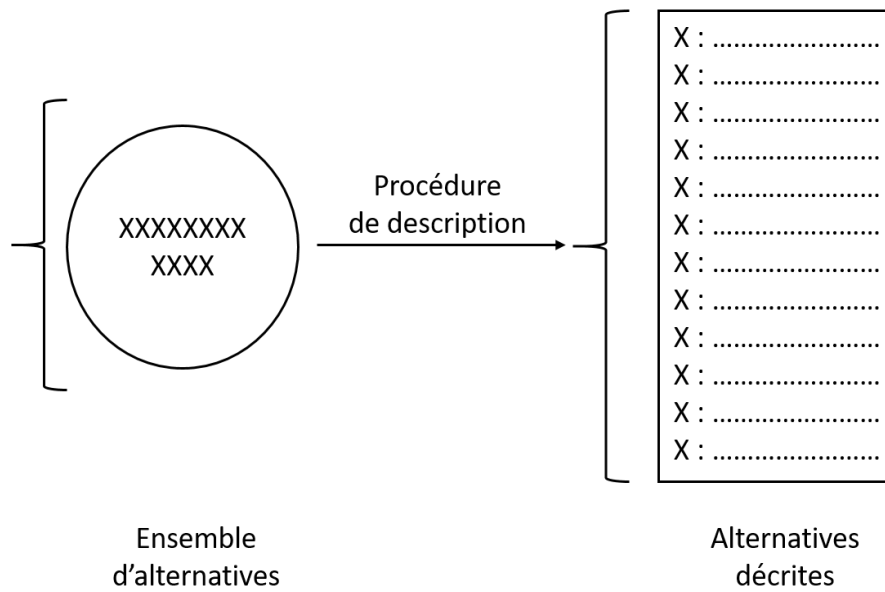 XXXXXXXX
XXXX
Procédure
de description
X : ........................
X : ........................
X : ........................
X : ........................
X : ........................
X : ........................
X : ........................
X : ........................
X : ........................
X : ........................
X : ........................
X : ........................
Ensemble
d’alternatives
Alternatives
décrites